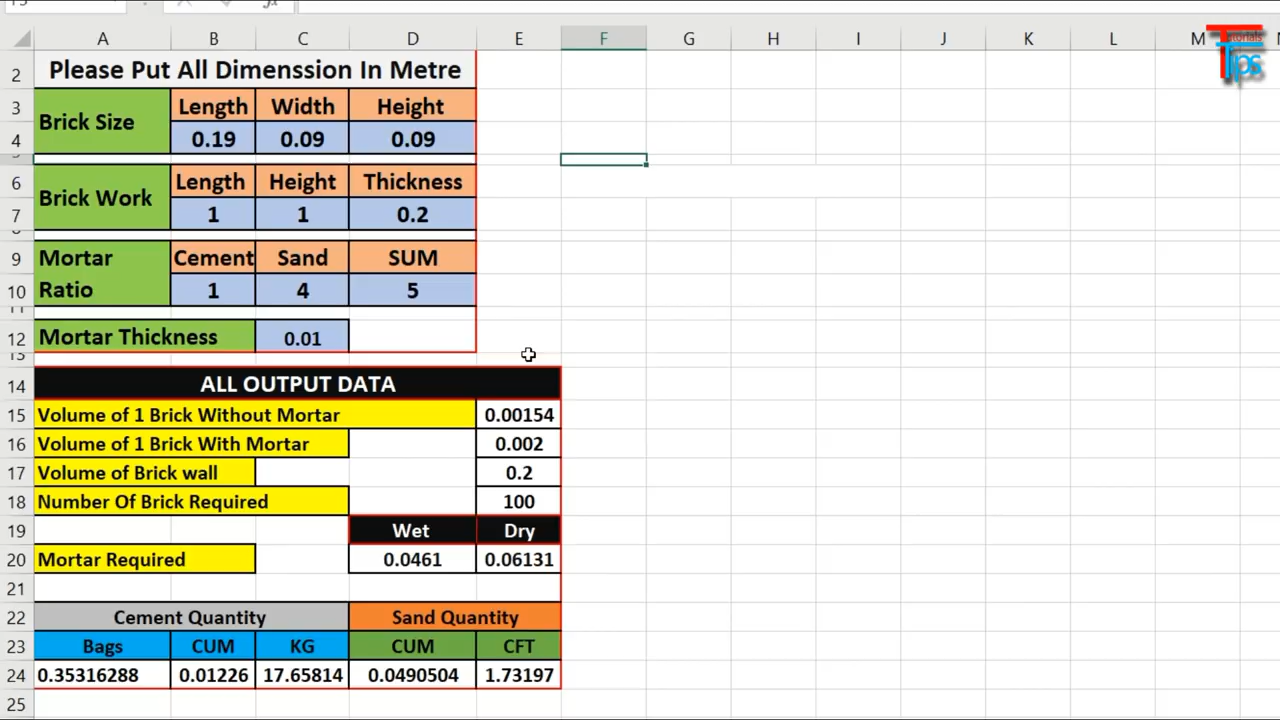 Tutorials
Tips
A B C D E F G H I J K L M N
2 Please Put All Dimenssion In Metre
3 Brick Size Length Width Height
4 0.19 0.09 0.09
6 Brick Work Length Height Thickness
7 1 1 0.2
9 Mortar Cement Sand SUM
10 Ratio 1 4 5
11
12 Mortar Thickness 0.01
13
14 ALL OUTPUT DATA
15 Volume of 1 Brick Without Mortar 0.00154
16 Volume of 1 Brick With Mortar 0.002
17 Volume of Brick wall 0.2
18 Number Of Brick Required 100
19 Wet Dry
20 Mortar Required 0.0461 0.06131
21
22 Cement Quantity Sand Quantity
23 Bags CUM KG CUM CFT
24 0.35316288 0.01226 17.65814 0.0490504 1.73197
25